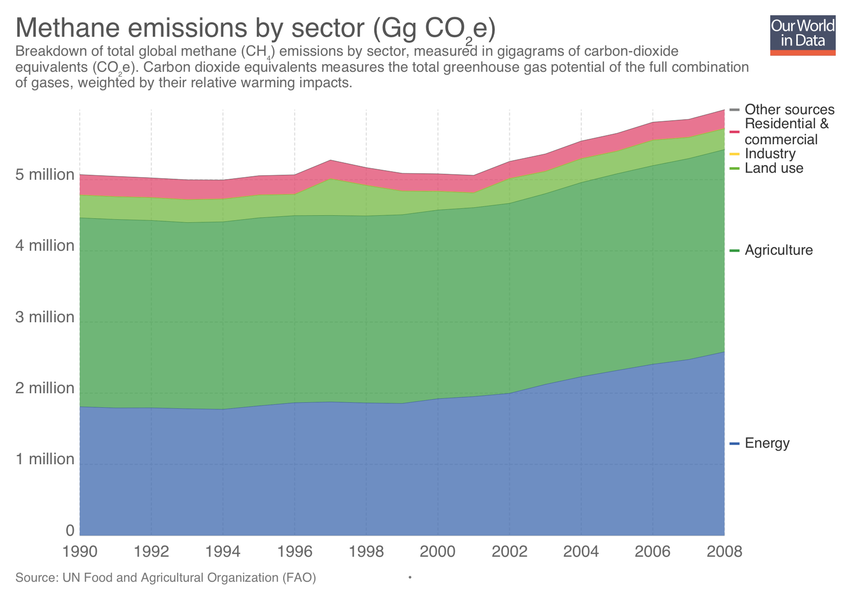 Methane emissions by sector (Gg CO₂e)
Our World
in Data
Breakdown of total global methane (CH₄) emissions by sector, measured in gigagrams of carbon-dioxide
equivalents (CO₂e). Carbon dioxide equivalents measures the total greenhouse gas potential of the full combination
of gases, weighted by their relative warming impacts.
Other sources
Residential &
commercial
Industry
Land use
Agriculture
Energy
5 million
4 million
3 million
2 million
1 million
0
1990 1992 1994 1996 1998 2000 2002 2004 2006 2008
Source: UN Food and Agricultural Organization (FAO)